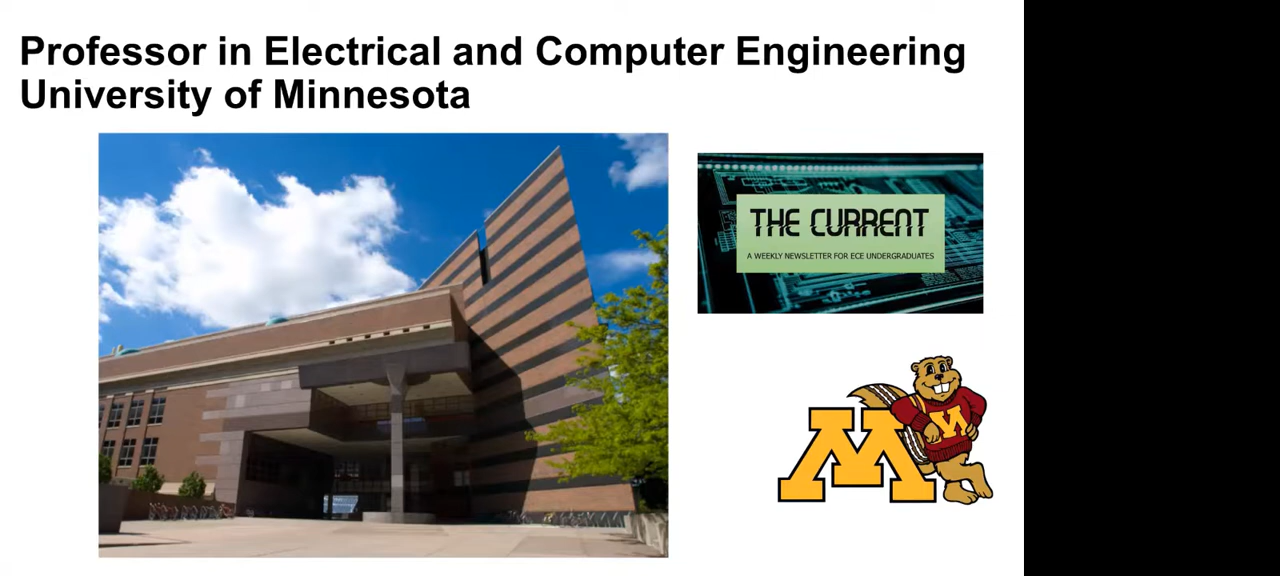 Professor in Electrical and Computer Engineering
University of Minnesota
THE CURRENT
A WEEKLY NEWSLETTER FOR ECE UNDERGRADUATES
M
M